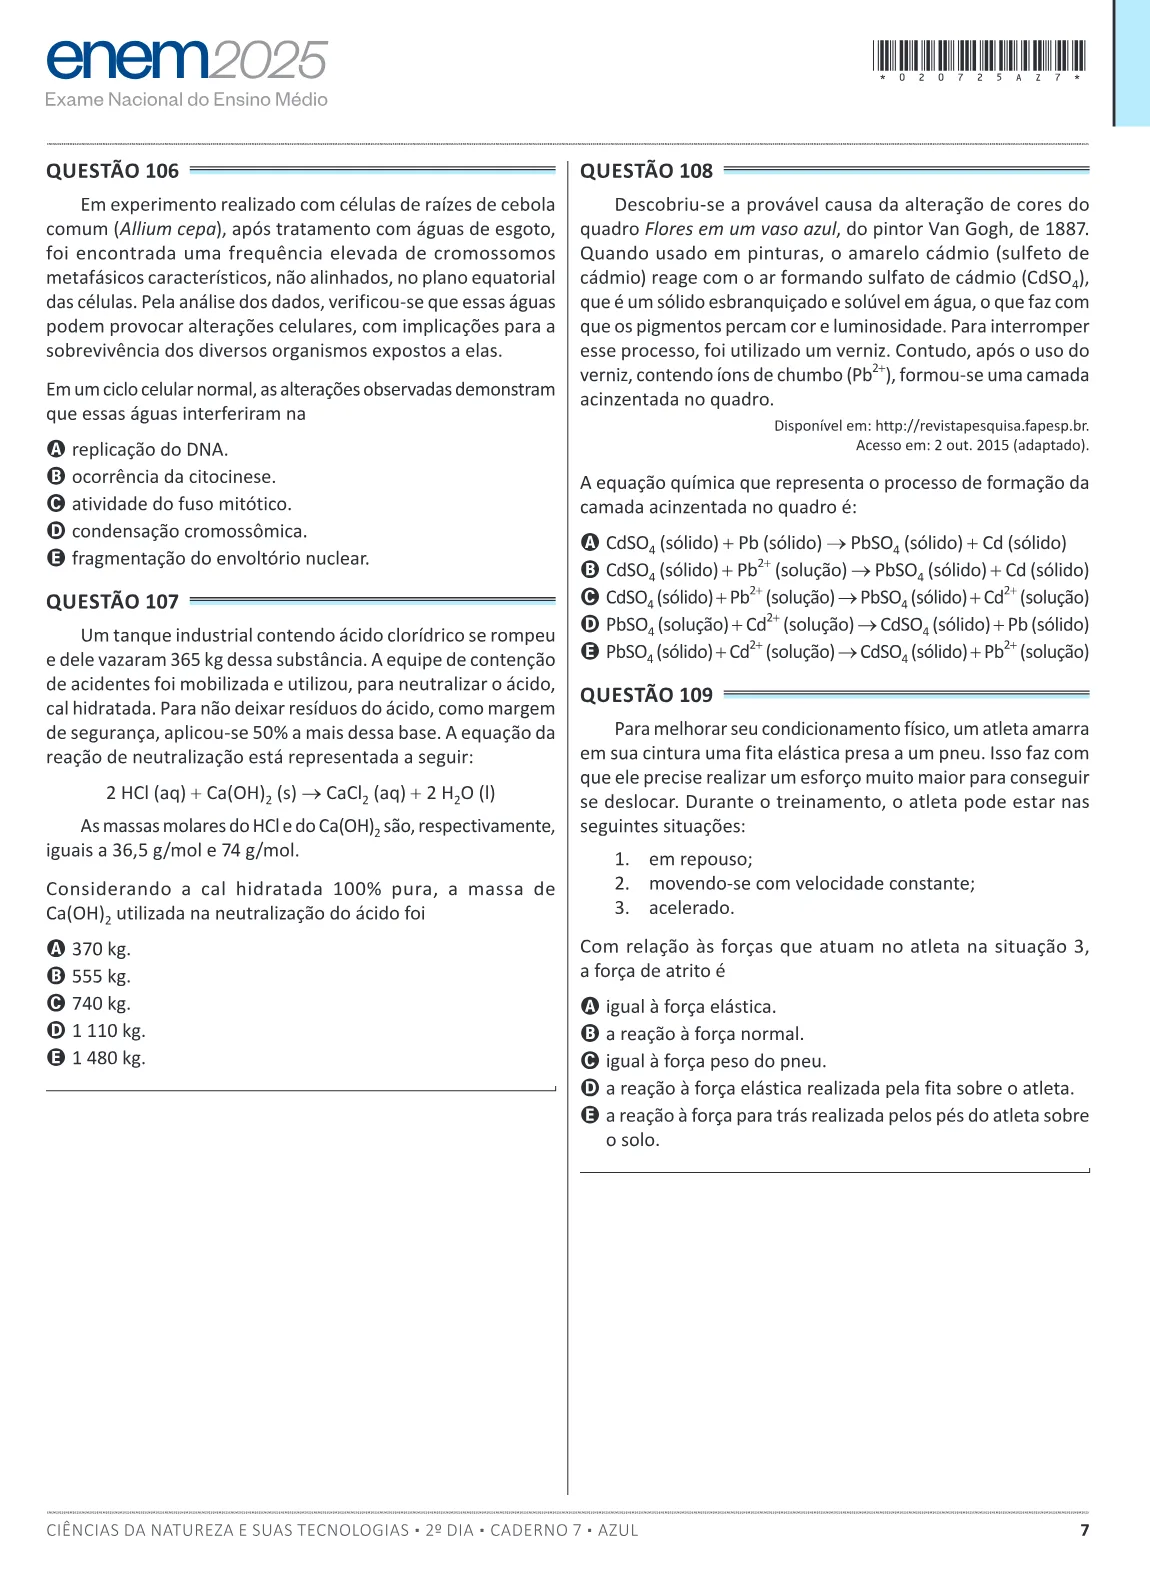 enem2025
Exame Nacional do Ensino Médio
*020725AZ7*
QUESTÃO 106
Em experimento realizado com células de raízes de cebola
comum (Allium cepa), após tratamento com águas de esgoto,
foi encontrada uma frequência elevada de cromossomos
metafásicos característicos, não alinhados, no plano equatorial
das células. Pela análise dos dados, verificou-se que essas águas
podem provocar alterações celulares, com implicações para a
sobrevivência dos diversos organismos expostos a elas.
Em um ciclo celular normal, as alterações observadas demonstram
que essas águas interferiram na
A replicação do DNA.
B ocorrência da citocinese.
C atividade do fuso mitótico.
D condensação cromossômica.
E fragmentação do envoltório nuclear.
QUESTÃO 107
Um tanque industrial contendo ácido clorídrico se rompeu
e dele vazaram 365 kg dessa substância. A equipe de contenção
de acidentes foi mobilizada e utilizou, para neutralizar o ácido,
cal hidratada. Para não deixar resíduos do ácido, como margem
de segurança, aplicou-se 50% a mais dessa base. A equação da
reação de neutralização está representada a seguir:
2 HCl (aq) + Ca(OH)₂ (s) → CaCl₂ (aq) + 2 H₂O (l)
As massas molares do HCl e do Ca(OH)₂ são, respectivamente,
iguais a 36,5 g/mol e 74 g/mol.
Considerando a cal hidratada 100% pura, a massa de
Ca(OH)₂ utilizada na neutralização do ácido foi
A 370 kg.
B 555 kg.
C 740 kg.
D 1 110 kg.
E 1 480 kg.
QUESTÃO 108
Descobriu-se a provável causa da alteração de cores do
quadro Flores em um vaso azul, do pintor Van Gogh, de 1887.
Quando usado em pinturas, o amarelo cádmio (sulfeto de
cádmio) reage com o ar formando sulfato de cádmio (CdSO₄),
que é um sólido esbranquiçado e solúvel em água, o que faz com
que os pigmentos percam cor e luminosidade. Para interromper
esse processo, foi utilizado um verniz. Contudo, após o uso do
verniz, contendo íons de chumbo (Pb²⁺), formou-se uma camada
acinzentada no quadro.
Disponível em: http://revistapesquisa.fapesp.br.
Acesso em: 2 out. 2015 (adaptado).
A equação química que representa o processo de formação da
camada acinzentada no quadro é:
A CdSO₄ (sólido) + Pb (sólido) → PbSO₄ (sólido) + Cd (sólido)
B CdSO₄ (sólido) + Pb²⁺ (solução) → PbSO₄ (sólido) + Cd (sólido)
C CdSO₄ (sólido) + Pb²⁺ (solução) → PbSO₄ (sólido) + Cd²⁺ (solução)
D PbSO₄ (solução) + Cd²⁺ (solução) → CdSO₄ (sólido) + Pb (sólido)
E PbSO₄ (sólido) + Cd²⁺ (solução) → CdSO₄ (sólido) + Pb²⁺ (solução)
QUESTÃO 109
Para melhorar seu condicionamento físico, um atleta amarra
em sua cintura uma fita elástica presa a um pneu. Isso faz com
que ele precise realizar um esforço muito maior para conseguir
se deslocar. Durante o treinamento, o atleta pode estar nas
seguintes situações:
1. em repouso;
2. movendo-se com velocidade constante;
3. acelerado.
Com relação às forças que atuam no atleta na situação 3,
a força de atrito é
A igual à força elástica.
B a reação à força normal.
C igual à força peso do pneu.
D a reação à força elástica realizada pela fita sobre o atleta.
E a reação à força para trás realizada pelos pés do atleta sobre
o solo.
CIÊNCIAS DA NATUREZA E SUAS TECNOLOGIAS • 2º DIA • CADERNO 7 • AZUL
7